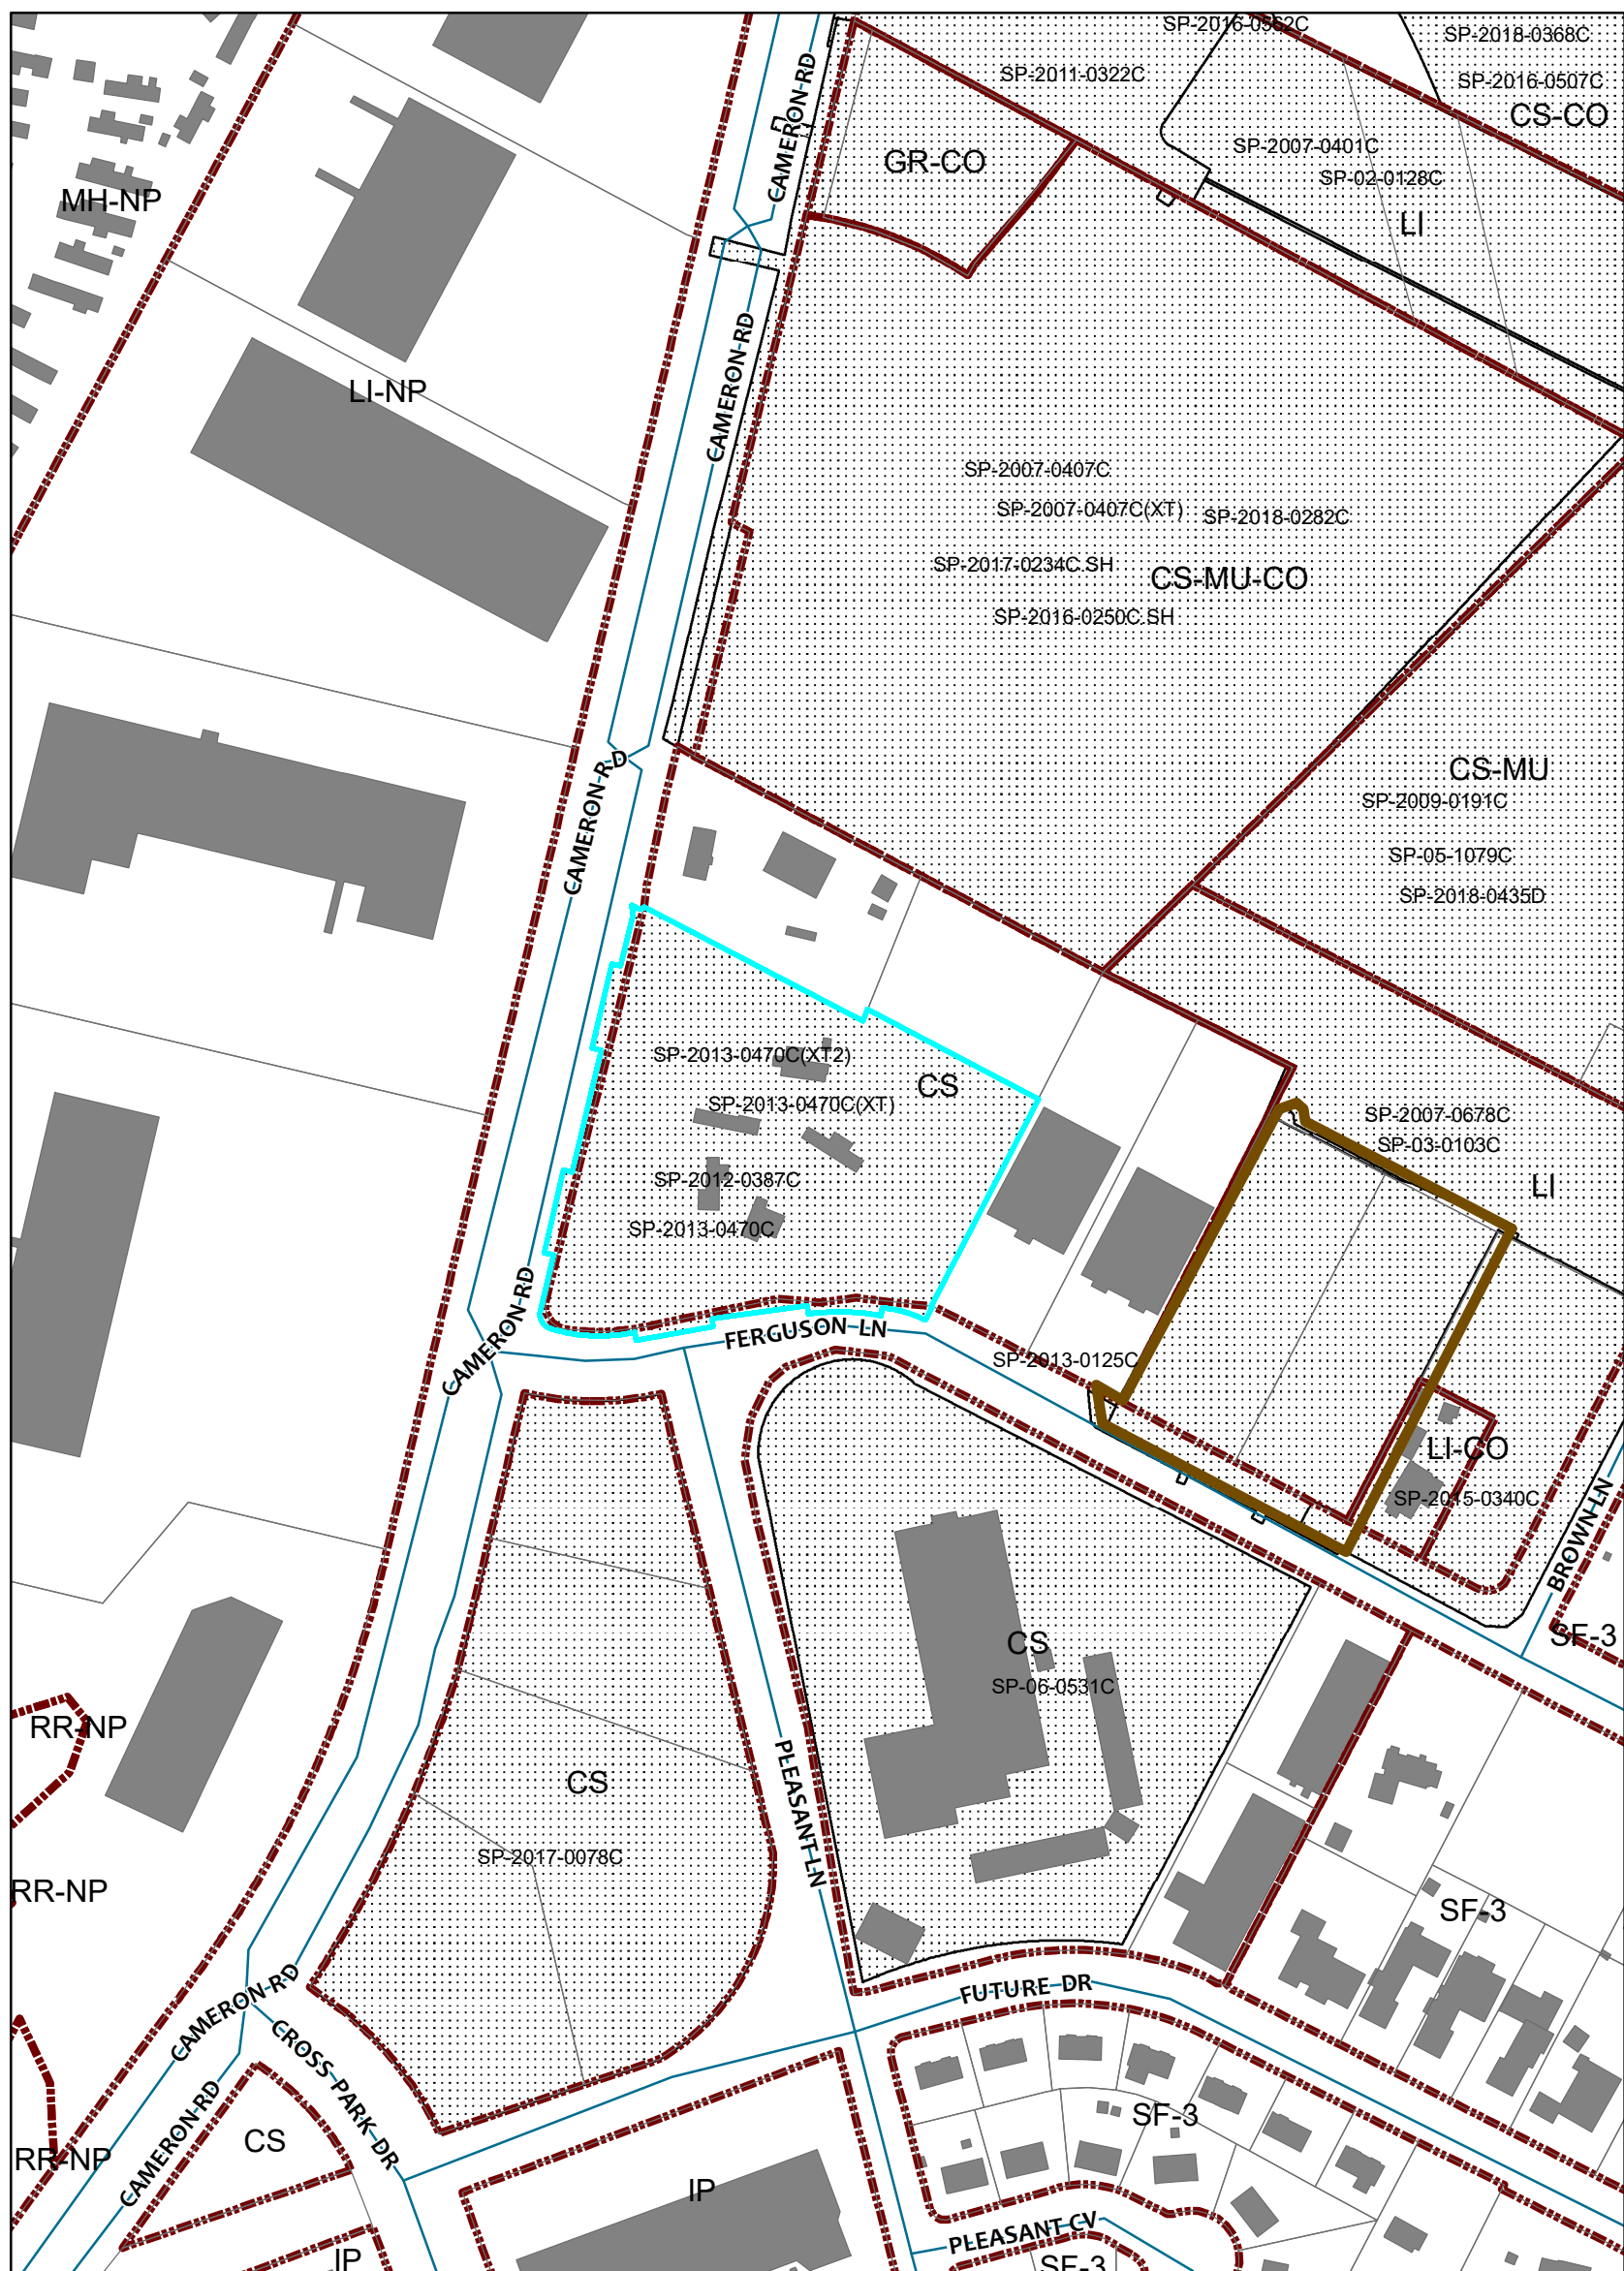 SP-2016-0562C
SP-2018-0368C
SP-2011-0322C
SP-2016-0507C
CS-CO
CAMERON RD
GR-CO
SP-2007-0401C
SP-02-0128C
MH-NP
LI
CAMERON RD
LI-NP
SP-2007-0407C
SP-2007-0407C(XT)
SP-2018-0282C
SP-2017-0234C.SH
CS-MU-CO
SP-2016-0250C.SH
CAMERON RD
CS-MU
SP-2009-0191C
SP-05-1079C
SP-2018-0435D
SP-2013-0470C(XT2)
CS
SP-2013-0470C(XT)
SP-2007-0678C
SP-03-0103C
SP-2012-0387C
LI
SP-2013-0470C
CAMERON RD
FERGUSON LN
SP-2013-0125C
LI-CO
SP-2015-0340C
BROWN LN
SF-3
CS
SP-06-0531C
RR-NP
CS
PLEASANT LN
SP-2017-0078C
RR-NP
SF-3
CAMERON RD
FUTURE DR
CROSS PARK DR
CAMERON RD
SF-3
CS
RR-NP
IP
PLEASANT CV
IP
SF-3